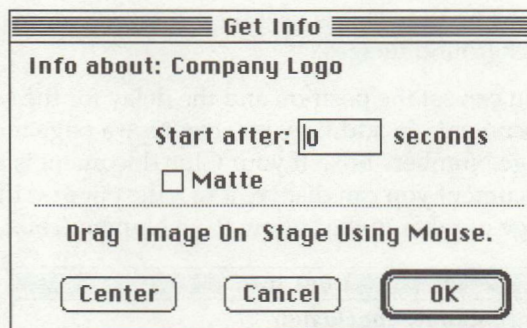 Get Info
Info about: Company Logo
Start after: 0 seconds
Matte
Drag Image On Stage Using Mouse.
Center Cancel OK